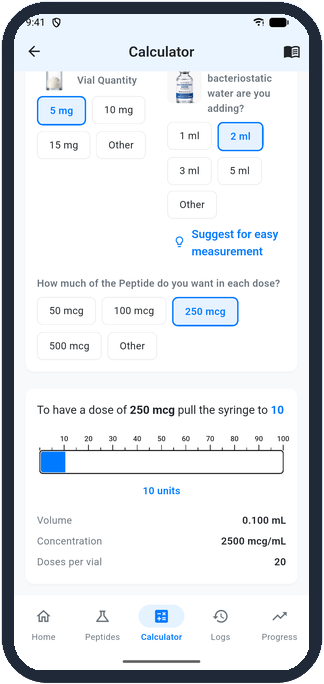 9:41
Calculator
Vial Quantity
5 mg
10 mg
15 mg
Other
bacteriostatic
water are you
adding?
1 ml
2 ml
3 ml
5 ml
Other
Suggest for easy
measurement
How much of the Peptide do you want in each dose?
50 mcg
100 mcg
250 mcg
500 mcg
Other
To have a dose of 250 mcg pull the syringe to 10
10 20 30 40 50 60 70 80 90 100
10 units
Volume 0.100 mL
Concentration 2500 mcg/mL
Doses per vial 20
Home Peptides Calculator Logs Progress